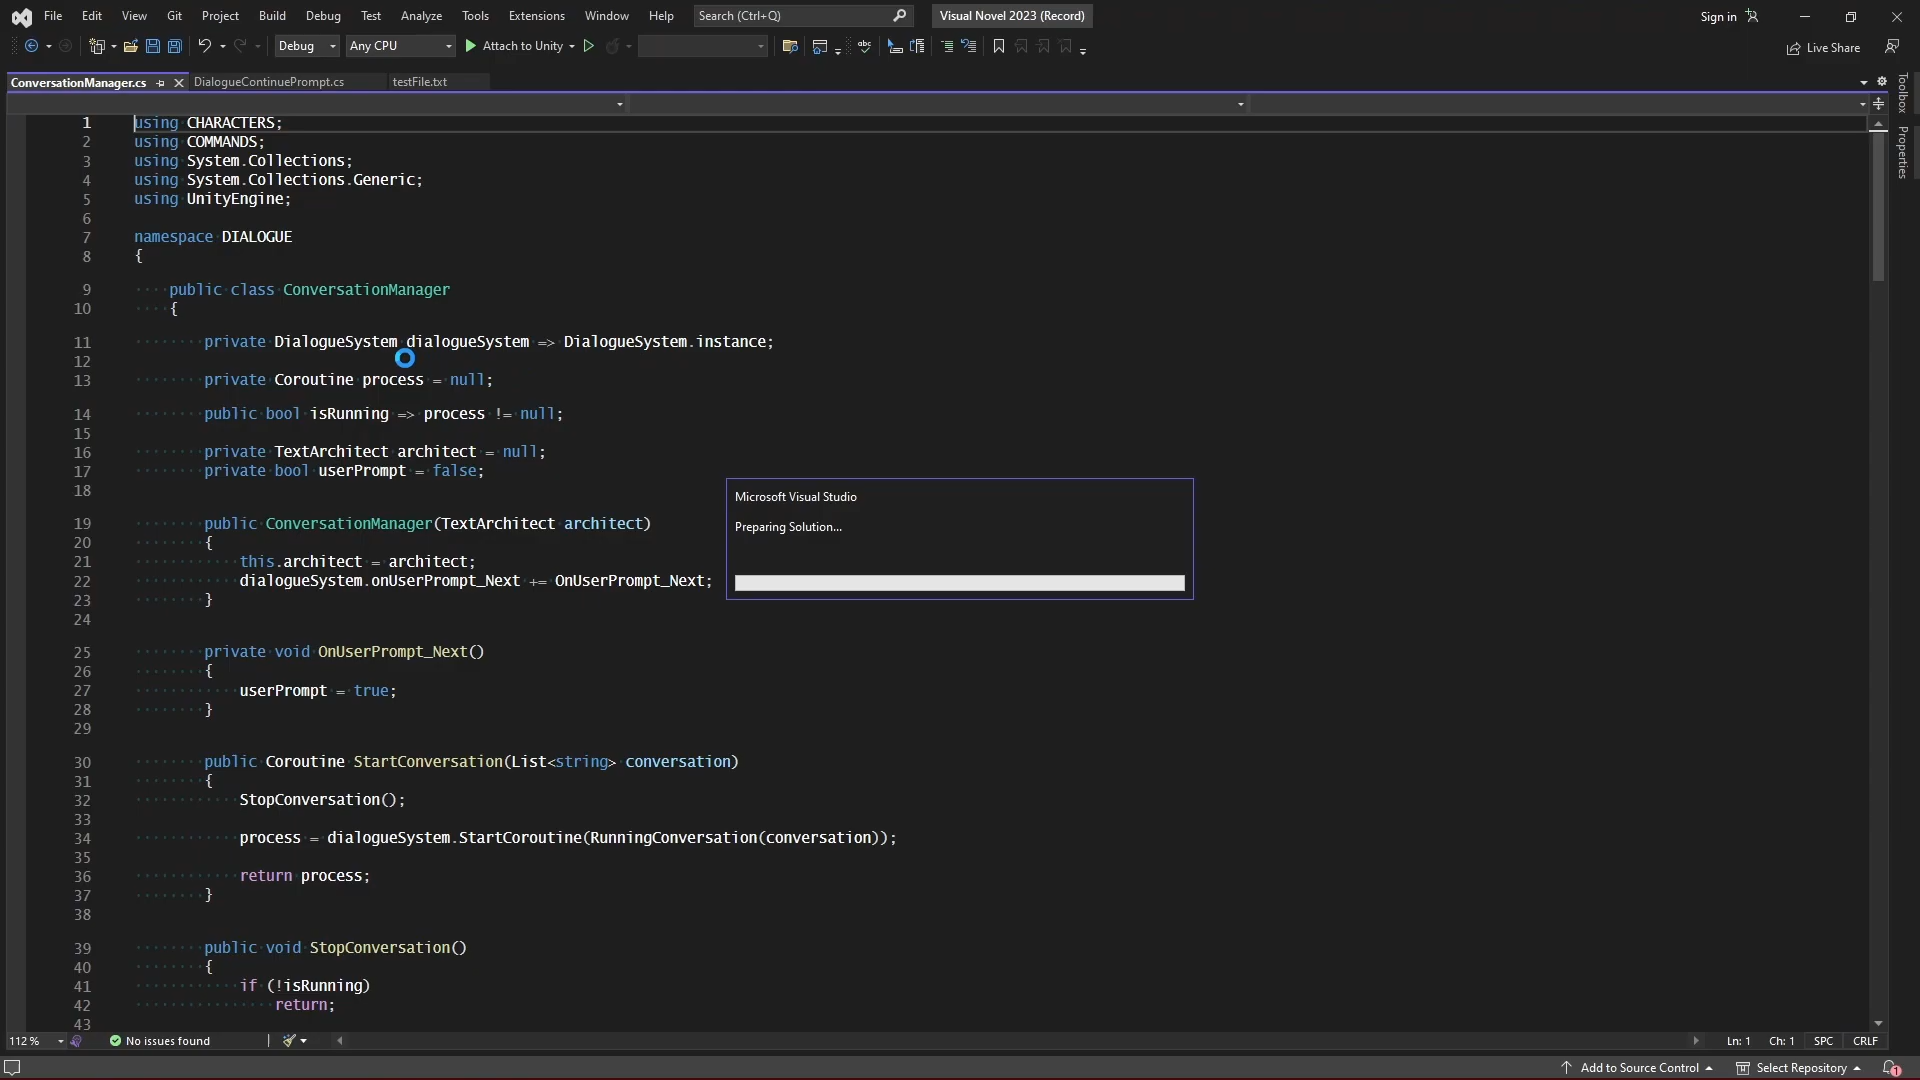 File Edit View Git Project Build Debug Test Analyze Tools Extensions Window Help Search (Ctrl+Q) Visual Novel 2023 (Record) Sign in
Debug Any CPU Attach to Unity Live Share
ConversationManager.cs DialogueContinuePrompt.cs testFile.txt
Toolbox
Properties
1 using CHARACTERS;
2 using COMMANDS;
3 using System.Collections;
4 using System.Collections.Generic;
5 using UnityEngine;
6
7 namespace DIALOGUE
8 {
9 public class ConversationManager
10 {
11 private DialogueSystem dialogueSystem => DialogueSystem.instance;
12
13 private Coroutine process = null;
14 public bool isRunning => process != null;
15
16 private TextArchitect architect = null;
17 private bool userPrompt = false;
18
19 public ConversationManager(TextArchitect architect)
20 {
21 this.architect = architect;
22 dialogueSystem.onUserPrompt_Next += OnUserPrompt_Next;
23 }
24
25 private void OnUserPrompt_Next()
26 {
27 userPrompt = true;
28 }
29
30 public Coroutine StartConversation(List<string> conversation)
31 {
32 StopConversation();
33
34 process = dialogueSystem.StartCoroutine(RunningConversation(conversation));
35
36 return process;
37 }
38
39 public void StopConversation()
40 {
41 if (!isRunning)
42 return;
43
Microsoft Visual Studio
Preparing Solution...
112 % No issues found Ln: 1 Ch: 1 SPC CRLF
Add to Source Control Select Repository 1